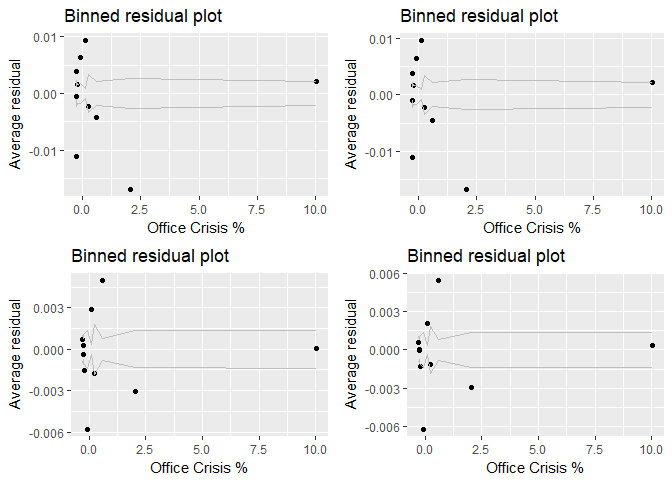 Binned residual plot
Average residual
0.01
0.00
-0.01
0.0 2.5 5.0 7.5 10.0
Office Crisis %
Binned residual plot
Average residual
0.01
0.00
-0.01
0.0 2.5 5.0 7.5 10.0
Office Crisis %
Binned residual plot
Average residual
0.003
0.000
-0.003
-0.006
0.0 2.5 5.0 7.5 10.0
Office Crisis %
Binned residual plot
Average residual
0.006
0.003
0.000
-0.003
-0.006
0.0 2.5 5.0 7.5 10.0
Office Crisis %